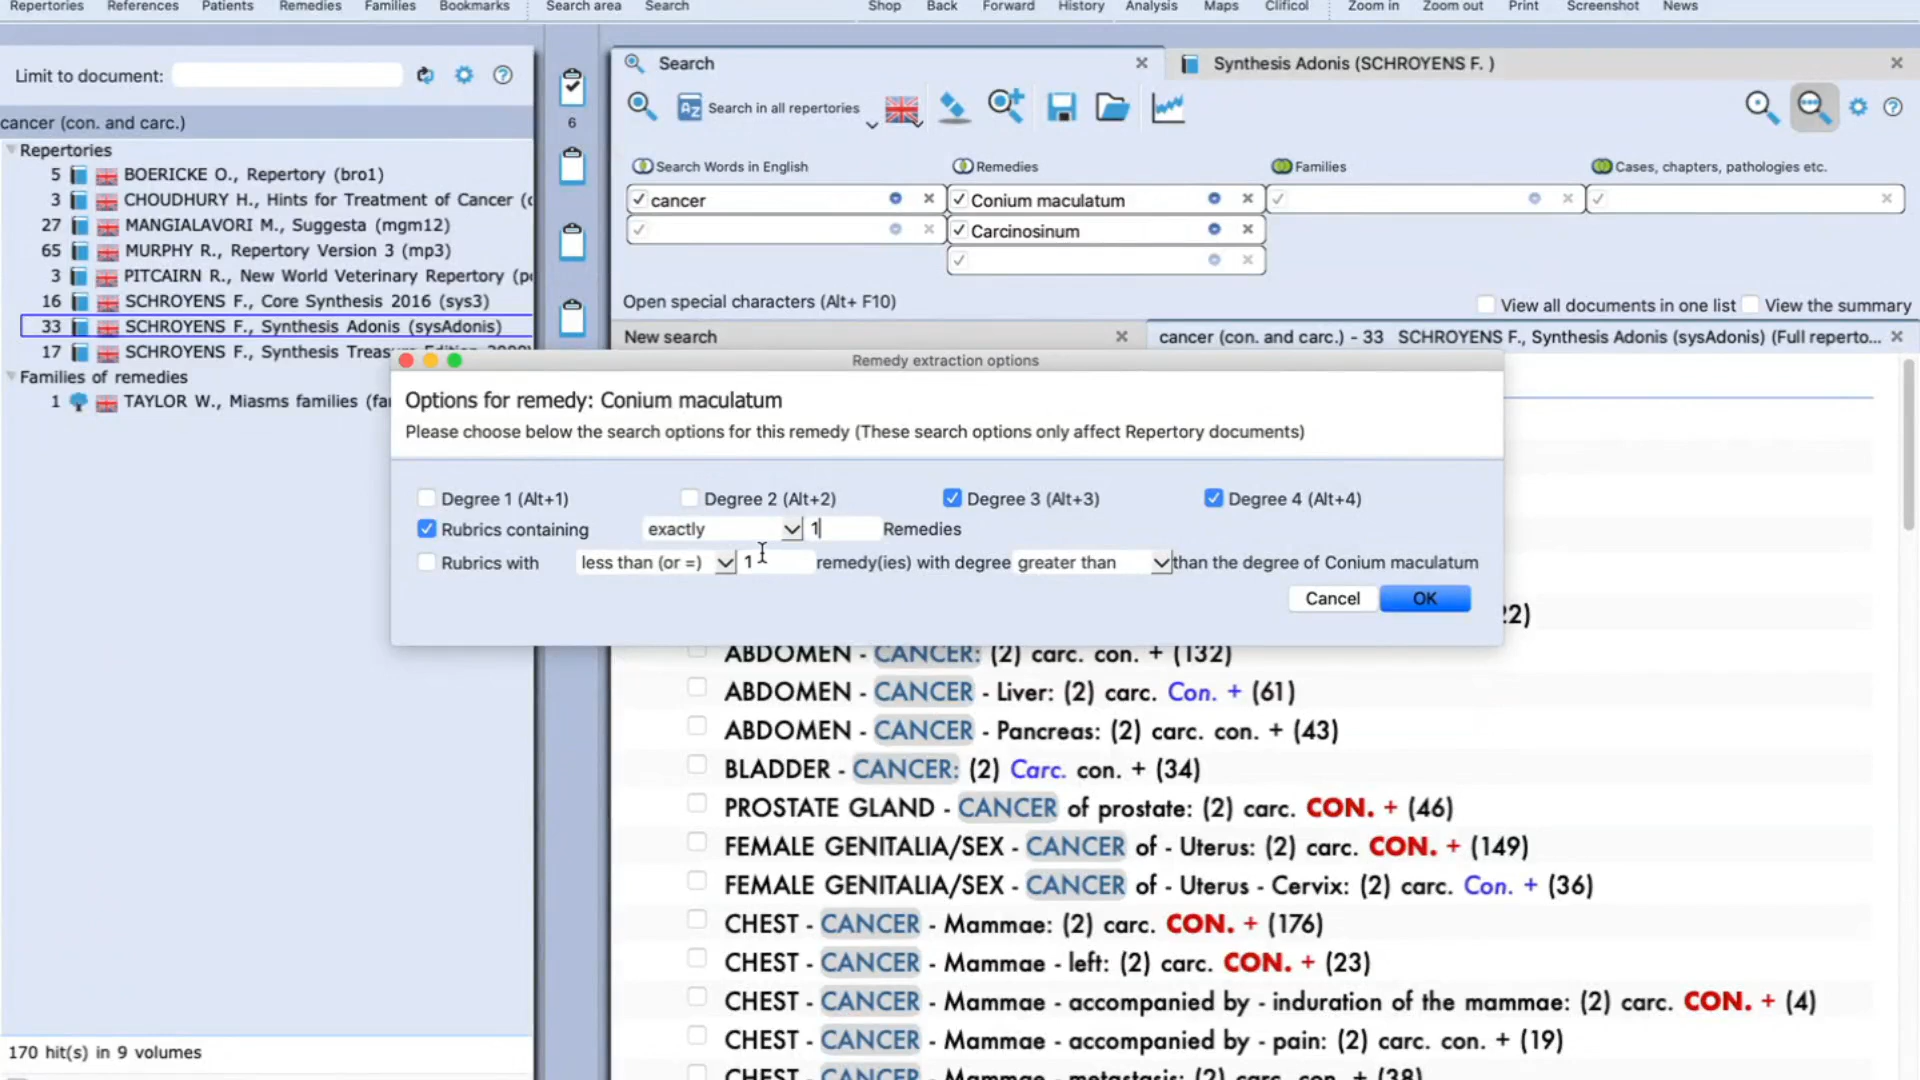 Repertories References Patients Remedies Families Bookmarks Search area Search Shop Back Forward History Analysis Maps Clificol Zoom in Zoom out Print Screenshot News
Limit to document:
cancer (con. and carc.)
Repertories
5 BOERICKE O., Repertory (bro1)
3 CHOUDHURY H., Hints for Treatment of Cancer (c
27 MANGIALAVORI M., Suggesta (mgm12)
65 MURPHY R., Repertory Version 3 (mp3)
3 PITCAIRN R., New World Veterinary Repertory (p
16 SCHROYENS F., Core Synthesis 2016 (sys3)
33 SCHROYENS F., Synthesis Adonis (sysAdonis)
17 SCHROYENS F., Synthesis Treasure Edition 2009
Families of remedies
1 TAYLOR W., Miasms families (fa
170 hit(s) in 9 volumes
6
Search
Synthesis Adonis (SCHROYENS F. )
AZ Search in all repertories
Search Words in English Remedies Families Cases, chapters, pathologies etc.
cancer Conium maculatum
Carcinosinum
Open special characters (Alt+ F10)
View all documents in one list View the summary
New search
cancer (con. and carc.) - 33 SCHROYENS F., Synthesis Adonis (sysAdonis) (Full reperto...
Remedy extraction options
Options for remedy: Conium maculatum
Please choose below the search options for this remedy (These search options only affect Repertory documents)
Degree 1 (Alt+1) Degree 2 (Alt+2) Degree 3 (Alt+3) Degree 4 (Alt+4)
Rubrics containing exactly 1 Remedies
Rubrics with less than (or =) 1 remedy(ies) with degree greater than than the degree of Conium maculatum
Cancel OK
22)
ABDOMEN - CANCER: (2) carc. con. + (132)
ABDOMEN - CANCER - Liver: (2) carc. Con. + (61)
ABDOMEN - CANCER - Pancreas: (2) carc. con. + (43)
BLADDER - CANCER: (2) Carc. con. + (34)
PROSTATE GLAND - CANCER of prostate: (2) carc. CON. + (46)
FEMALE GENITALIA/SEX - CANCER of - Uterus: (2) carc. CON. + (149)
FEMALE GENITALIA/SEX - CANCER of - Uterus - Cervix: (2) carc. Con. + (36)
CHEST - CANCER - Mammae: (2) carc. CON. + (176)
CHEST - CANCER - Mammae - left: (2) carc. CON. + (23)
CHEST - CANCER - Mammae - accompanied by - induration of the mammae: (2) carc. CON. + (4)
CHEST - CANCER - Mammae - accompanied by - pain: (2) carc. con. + (19)
CHEST - CANCER - Mammae - metastasis: (2) carc. con. + (38)